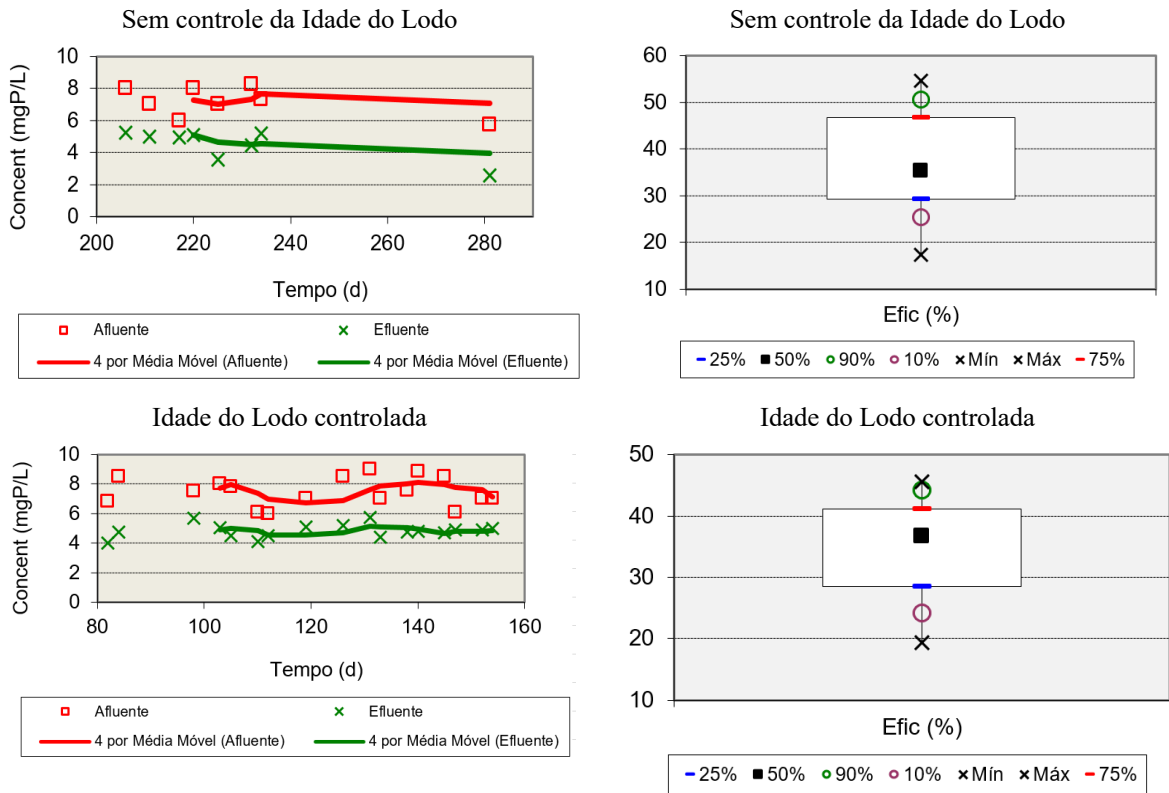 Sem controle da Idade do Lodo
Concent (mgP/L)
10
8
6
4
2
0
200 220 240 260 280
Tempo (d)
Afluente Efluente
4 por Média Móvel (Afluente) 4 por Média Móvel (Efluente)
Sem controle da Idade do Lodo
60
50
40
30
20
10
Efic (%)
25% 50% 90% 10% Mín Máx 75%
Idade do Lodo controlada
Concent (mgP/L)
10
8
6
4
2
0
80 100 120 140 160
Tempo (d)
Afluente Efluente
4 por Média Móvel (Afluente) 4 por Média Móvel (Efluente)
Idade do Lodo controlada
50
40
30
20
10
Efic (%)
25% 50% 90% 10% Mín Máx 75%